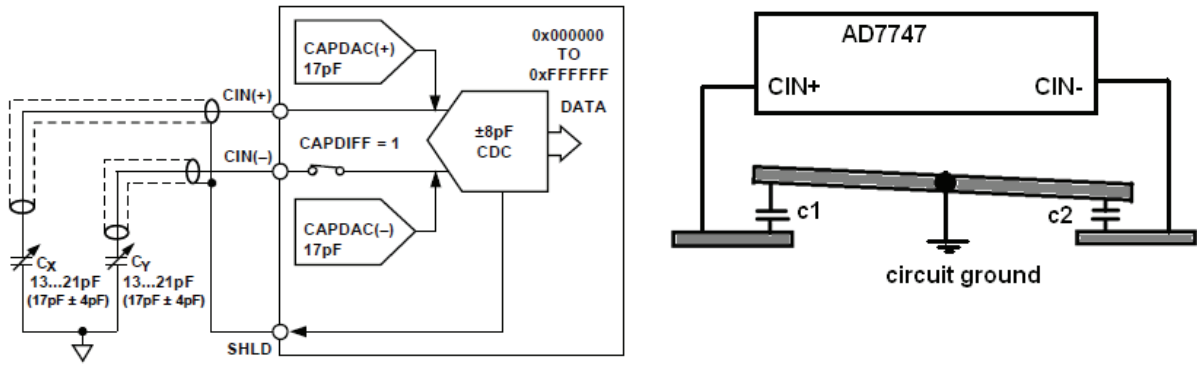 CAPDAC(+)
17pF
0x000000
TO
0xFFFFFF
DATA
CIN(+)
CAPDIFF = 1
±8pF
CDC
CIN(–)
CAPDAC(–)
17pF
CX
13...21pF
(17pF ± 4pF)
CY
13...21pF
(17pF ± 4pF)
SHLD
AD7747
CIN+
CIN-
c1
c2
circuit ground